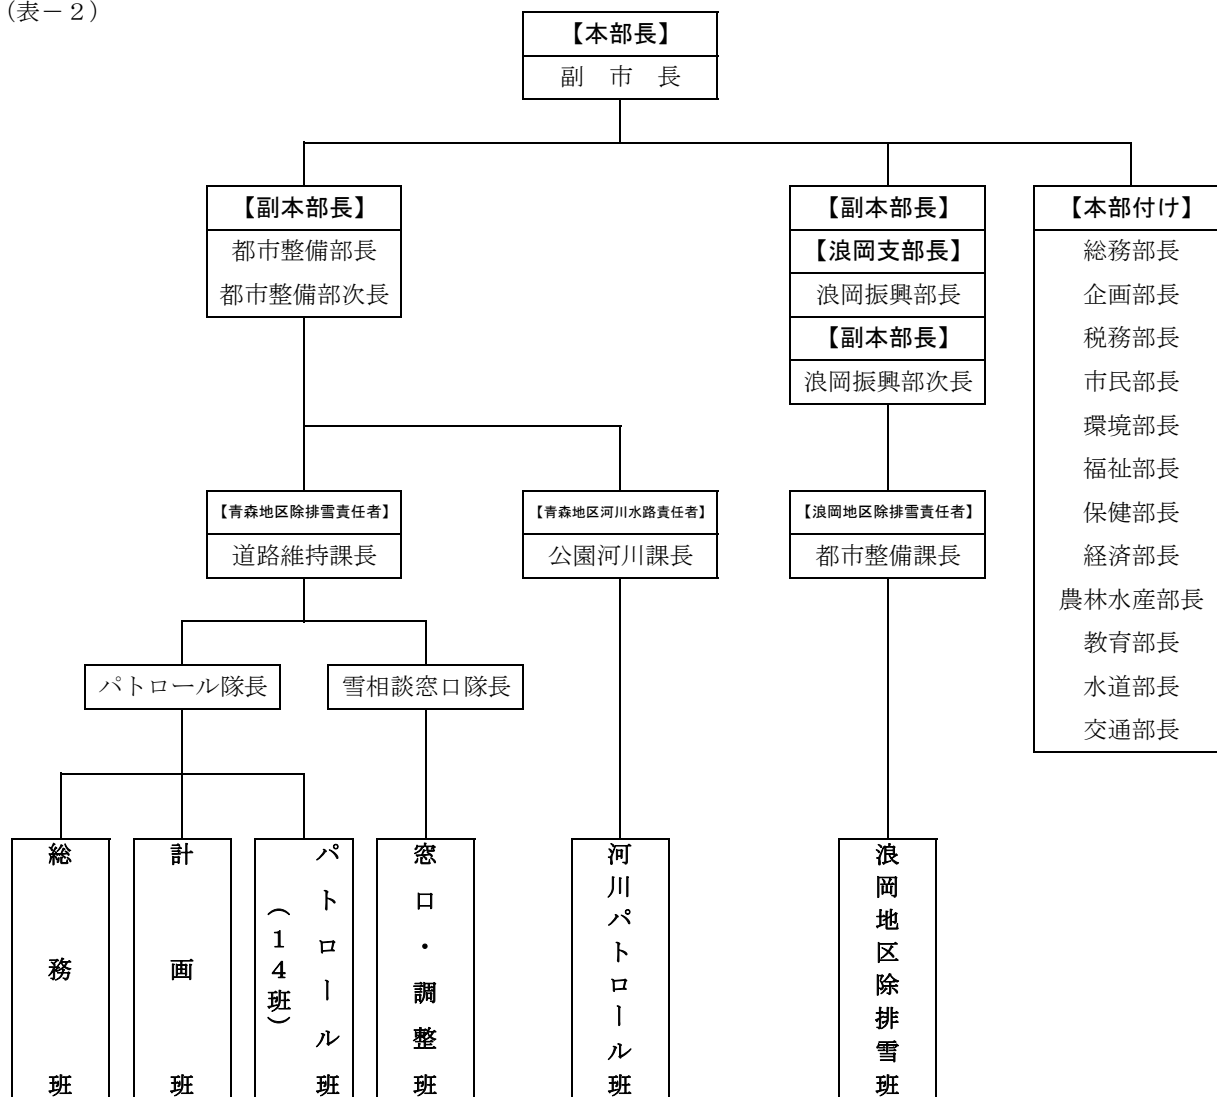 (表－２)
【本部長】
副　市　長
【副本部長】
都市整備部長
都市整備部次長
【副本部長】
【浪岡支部長】
浪岡振興部長
【副本部長】
浪岡振興部次長
【本部付け】
総務部長
企画部長
税務部長
市民部長
環境部長
福祉部長
保健部長
経済部長
農林水産部長
教育部長
水道部長
交通部長
【青森地区除排雪責任者】
道路維持課長
【青森地区河川水路責任者】
公園河川課長
【浪岡地区除排雪責任者】
都市整備課長
パトロール隊長
雪相談窓口隊長
総務班
計画班
パトロール班
（14班）
窓口・調整班
河川パトロール班
浪岡地区除排雪班